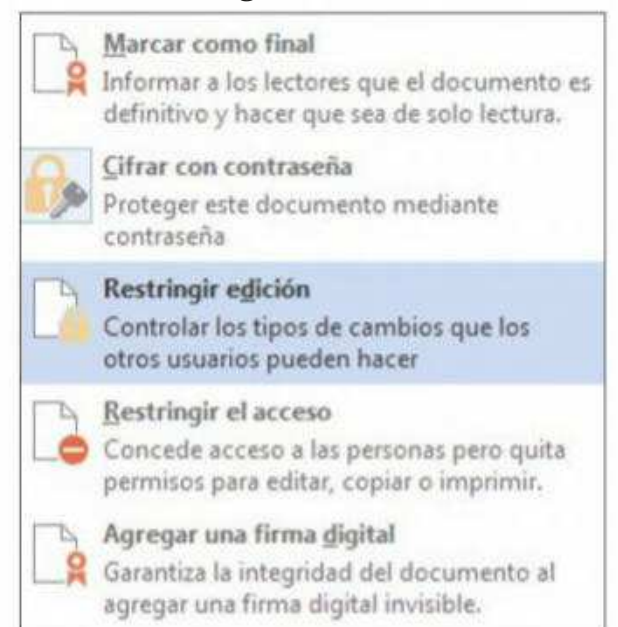 Marcar como final
Informar a los lectores que el documento es
definitivo y hacer que sea de solo lectura.
Cifrar con contraseña
Proteger este documento mediante
contraseña
Restringir edición
Controlar los tipos de cambios que los
otros usuarios pueden hacer
Restringir el acceso
Concede acceso a las personas pero quita
permisos para editar, copiar o imprimir.
Agregar una firma digital
Garantiza la integridad del documento al
agregar una firma digital invisible.